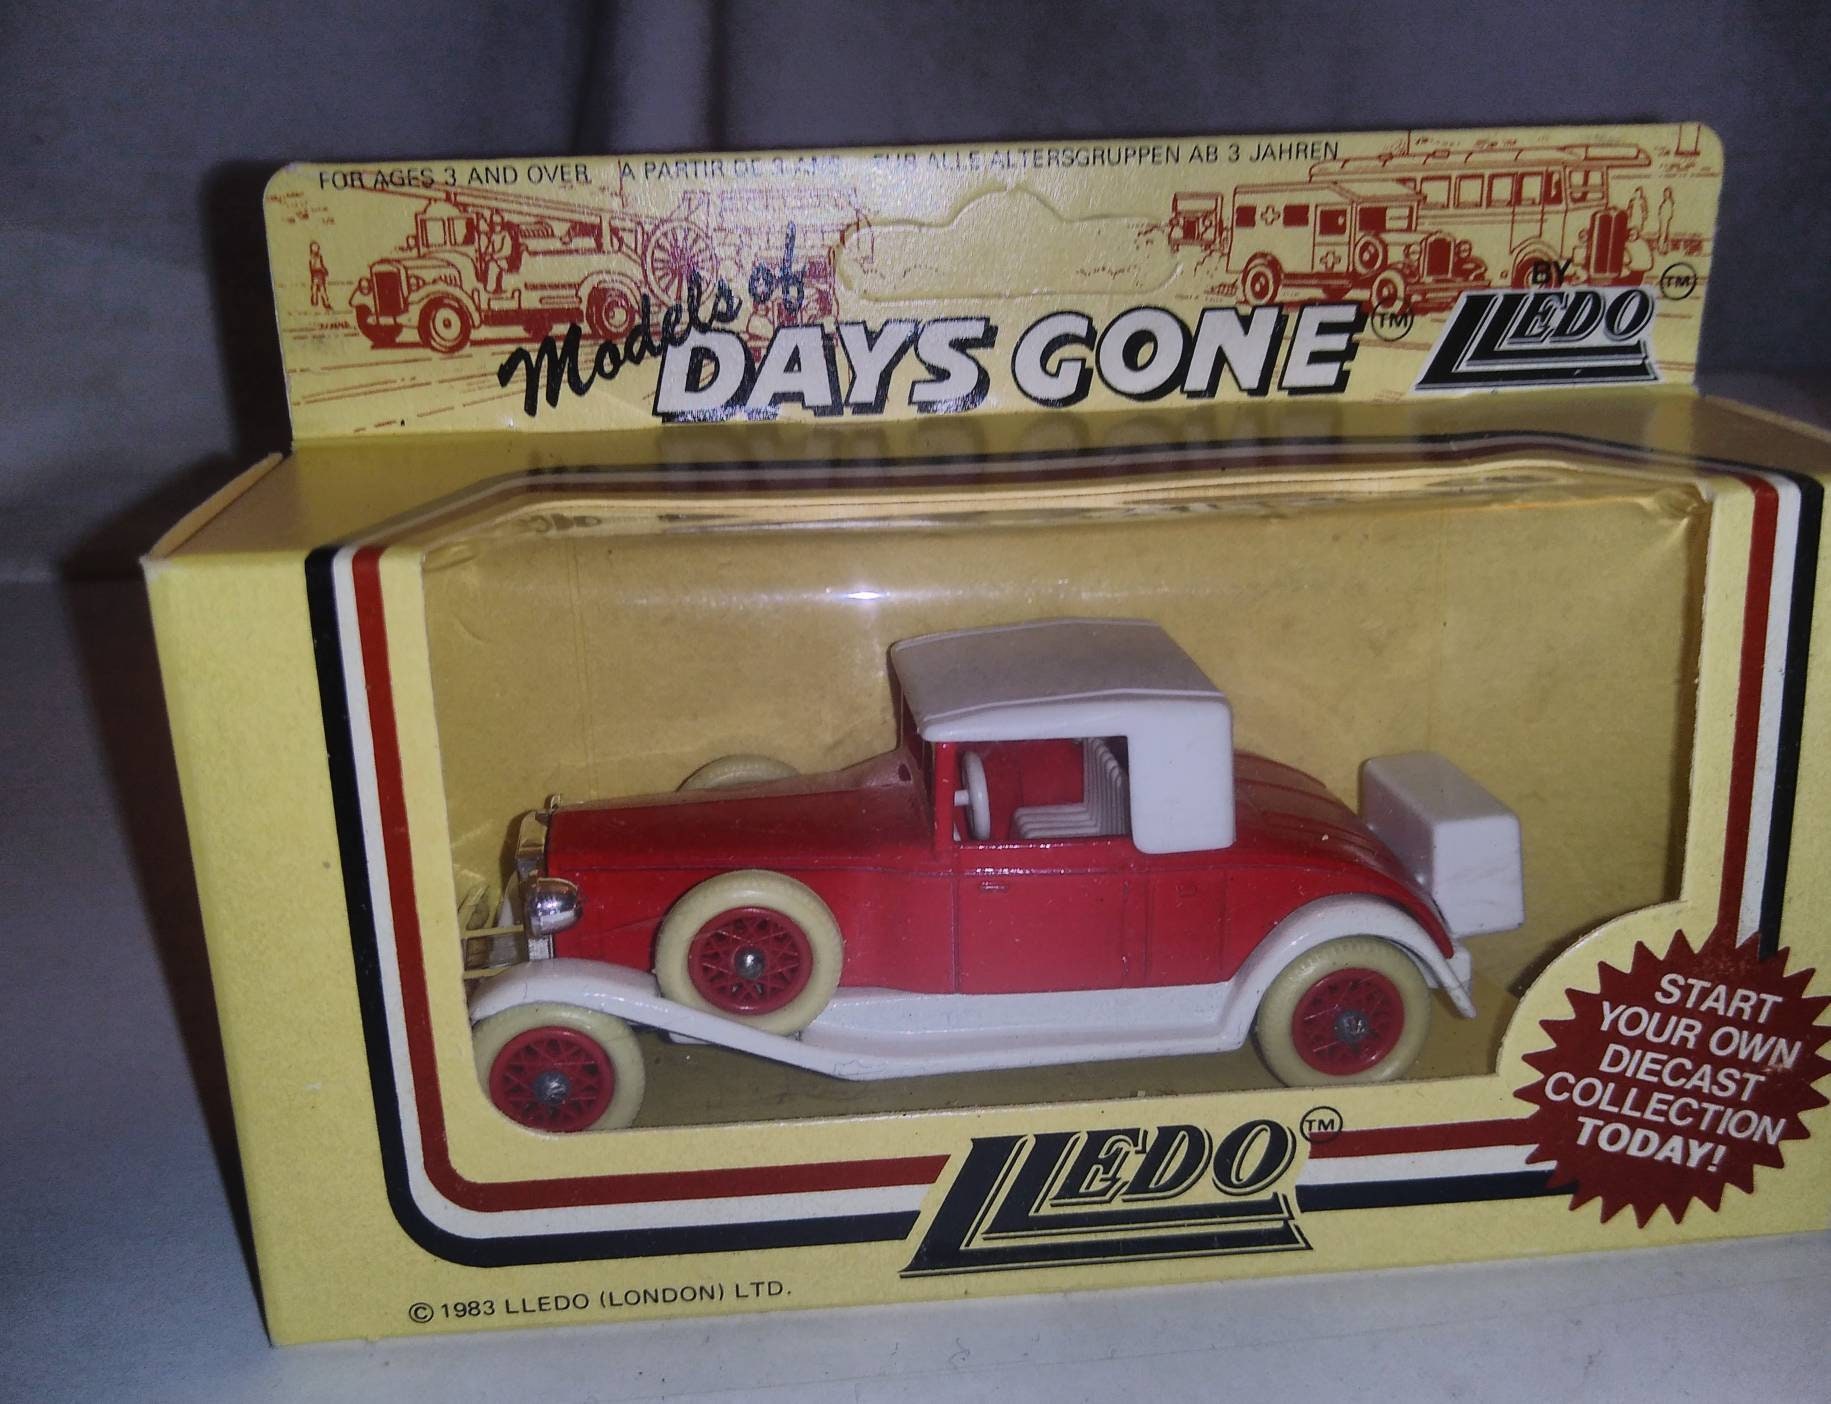 FOR AGES 3 AND OVER   A PARTIR DE 3 ANS   FUR ALLE ALTERSGRUPPEN AB 3 JAHREN
Models of
DAYS GONE ™
BY
LLEDO ™
START
YOUR OWN
DIECAST
COLLECTION
TODAY!
LLEDO ™
© 1983 LLEDO (LONDON) LTD.